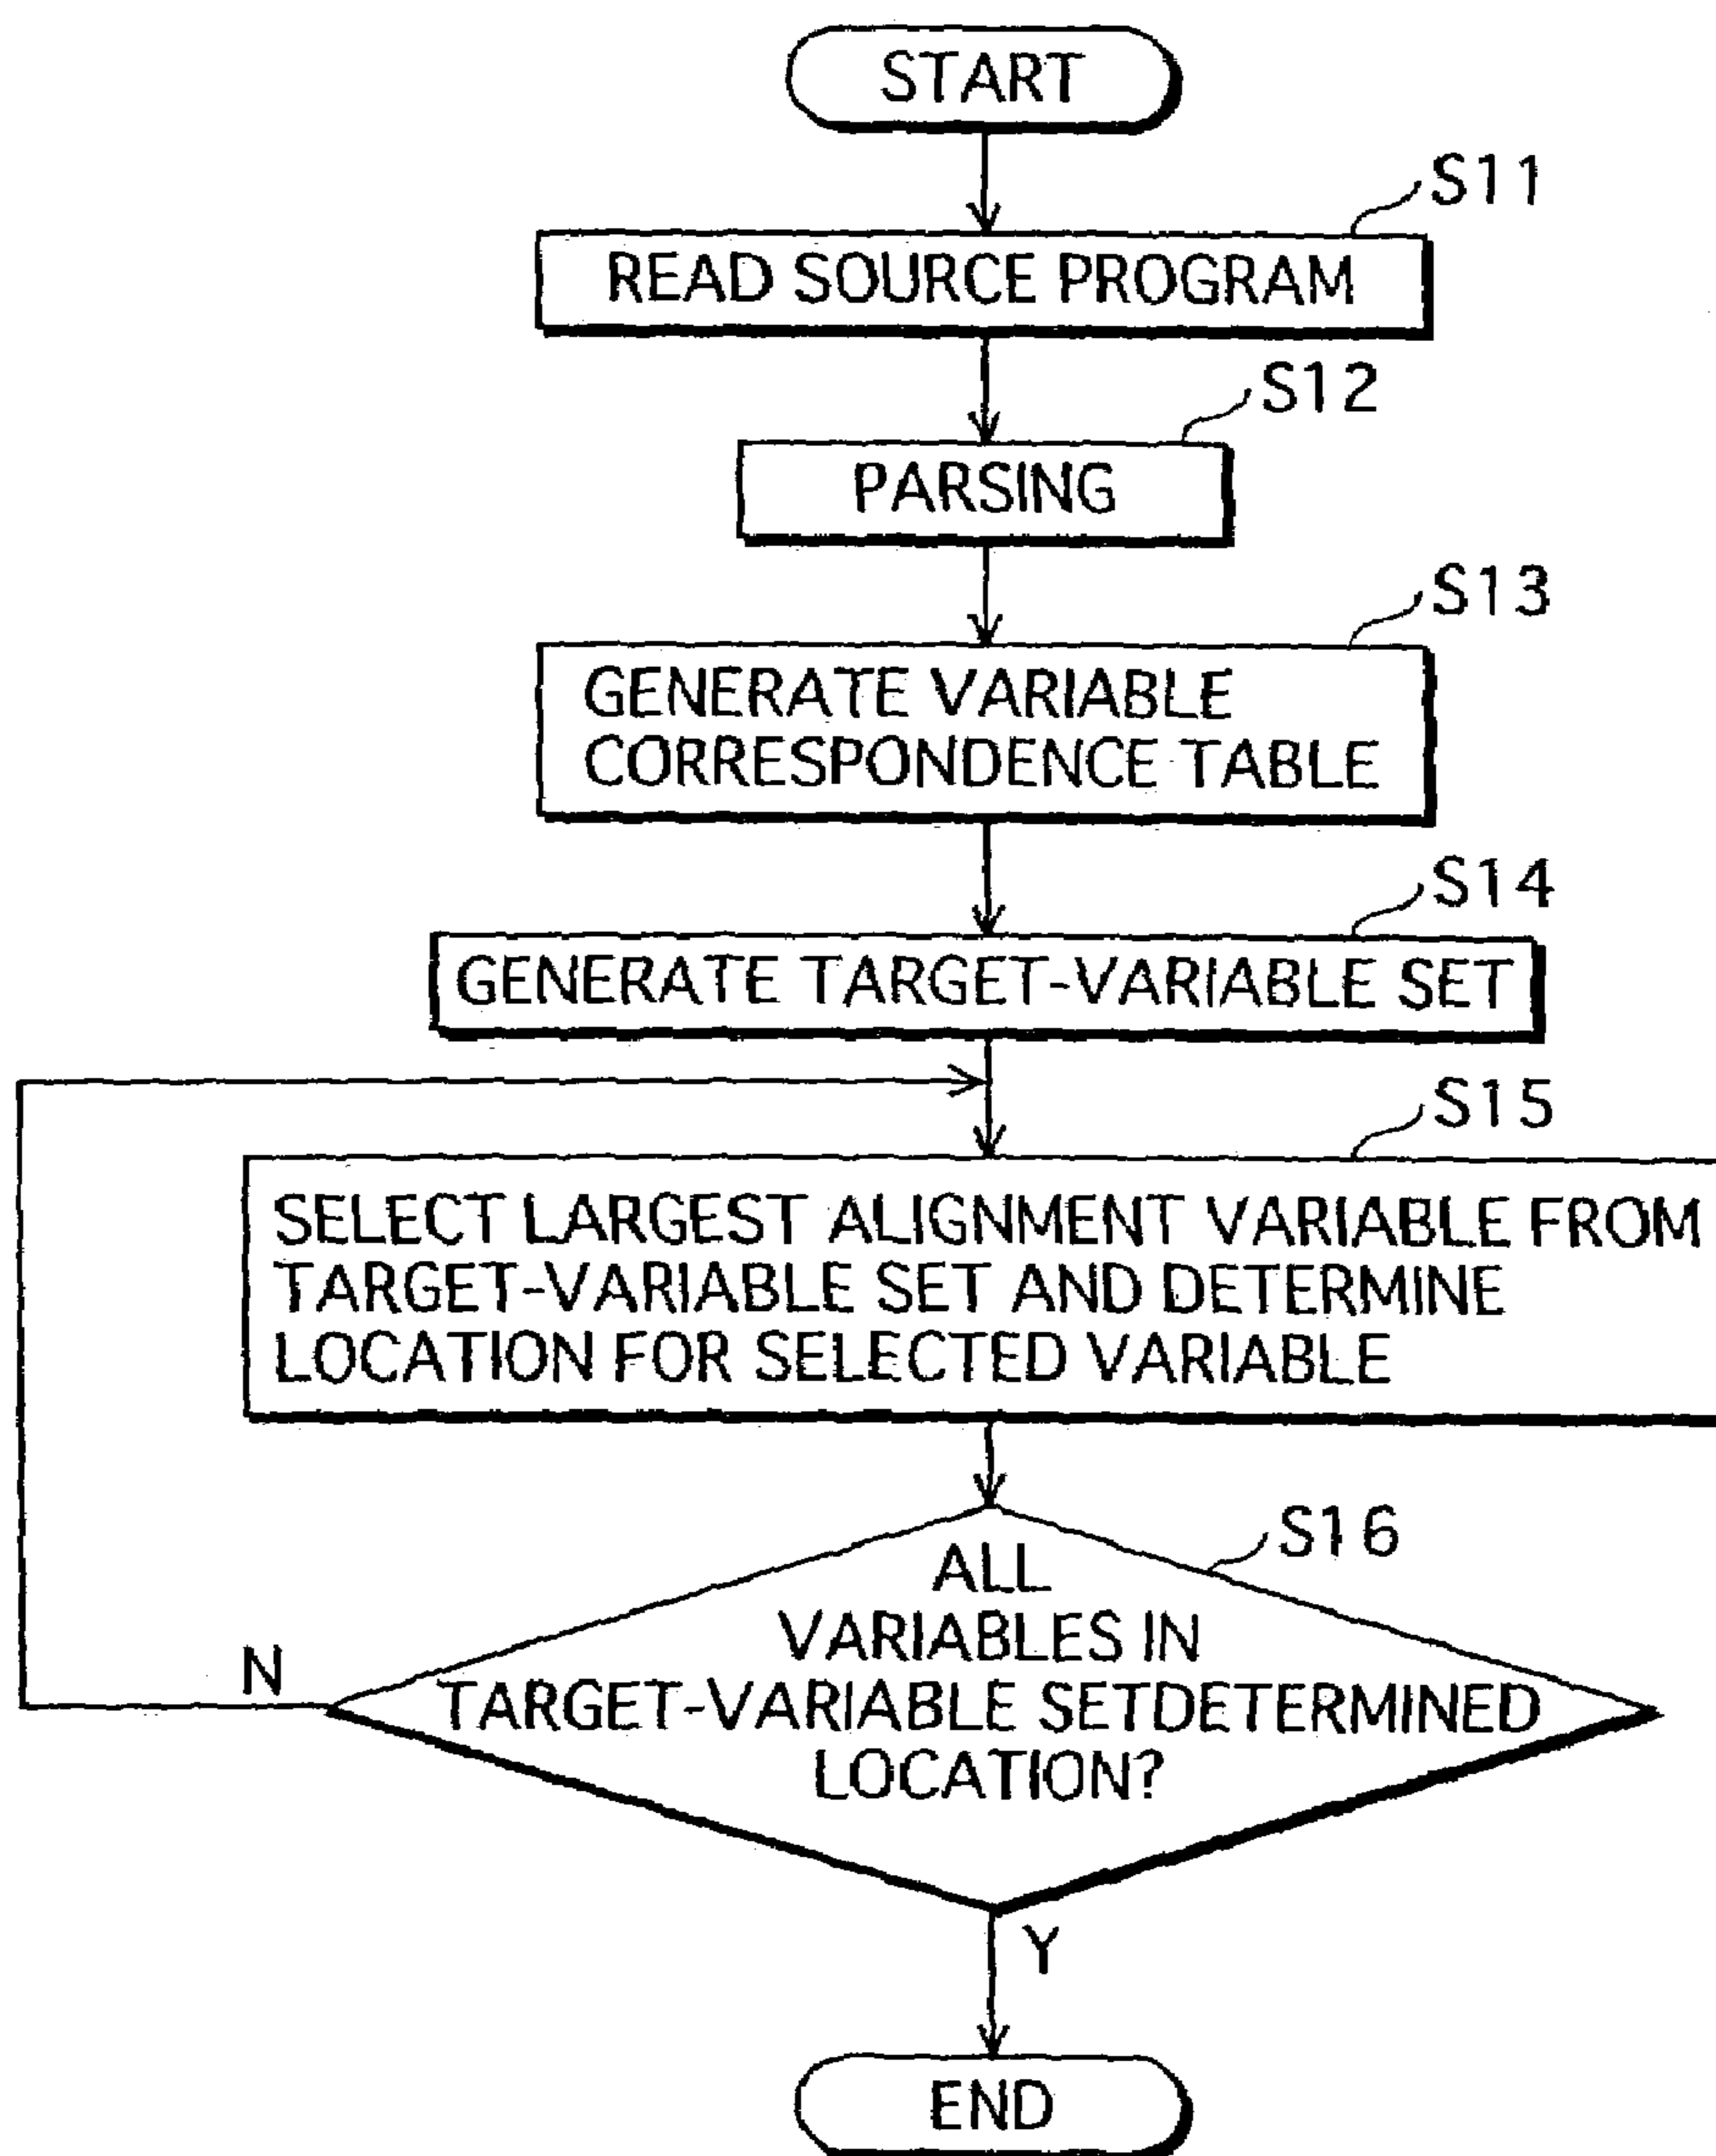 START
S11
READ SOURCE PROGRAM
S12
PARSING
S13
GENERATE VARIABLE
CORRESPONDENCE TABLE
S14
GENERATE TARGET-VARIABLE SET
S15
SELECT LARGEST ALIGNMENT VARIABLE FROM
TARGET-VARIABLE SET AND DETERMINE
LOCATION FOR SELECTED VARIABLE
S16
ALL
VARIABLES IN
TARGET-VARIABLE SETDETERMINED
LOCATION?
N
Y
END